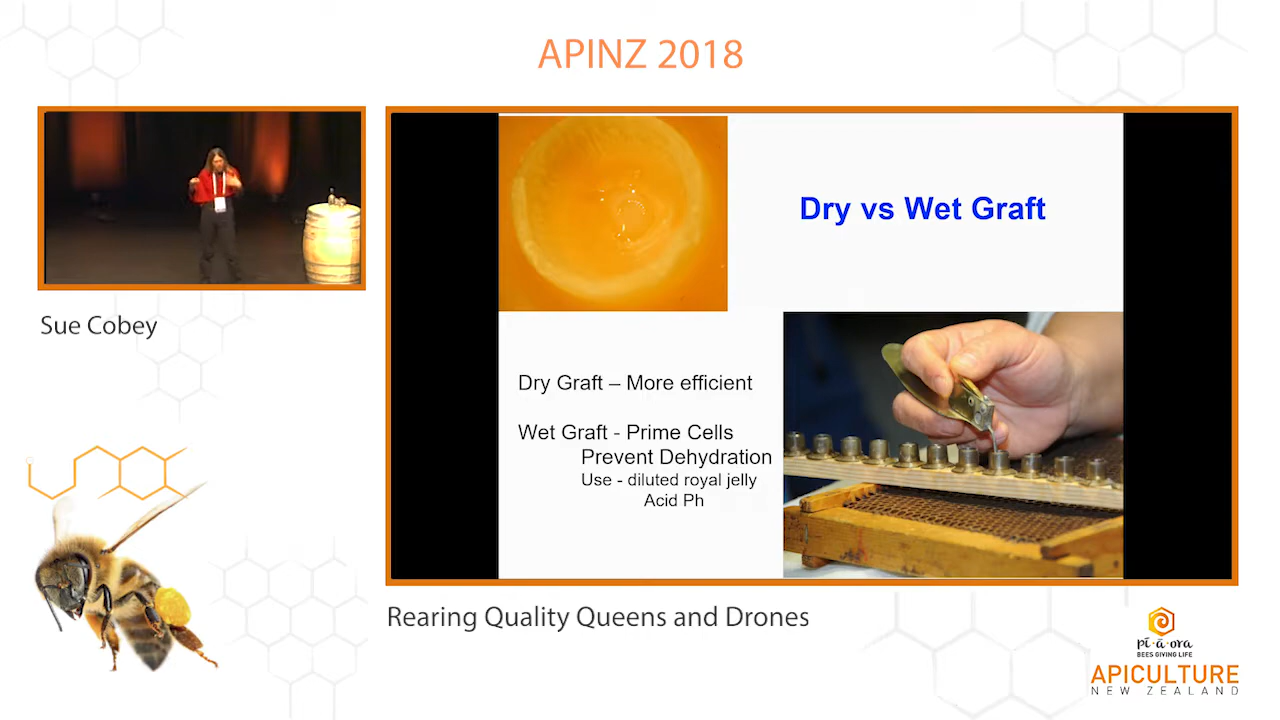 APINZ 2018
Sue Cobey
Dry vs Wet Graft
Dry Graft – More efficient
Wet Graft - Prime Cells
Prevent Dehydration
Use - diluted royal jelly
Acid Ph
Rearing Quality Queens and Drones
pī-ā-ora
BEES GIVING LIFE
APICULTURE
NEW ZEALAND